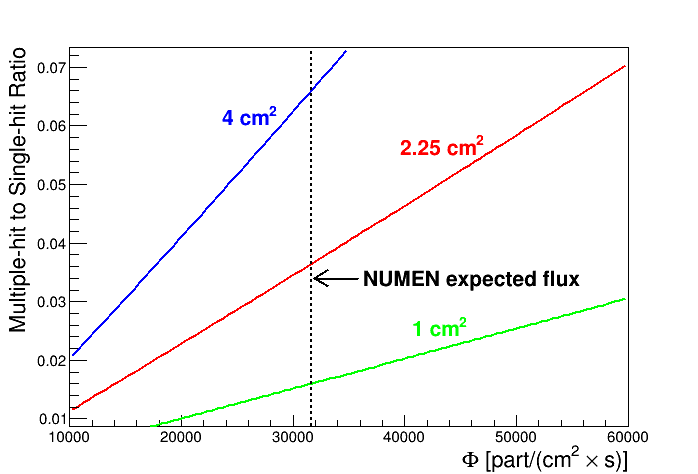 Multiple-hit to Single-hit Ratio
0.07
0.06
0.05
0.04
0.03
0.02
0.01
4 cm²
2.25 cm²
NUMEN expected flux
1 cm²
10000 20000 30000 40000 50000 60000
Φ [part/(cm² × s)]